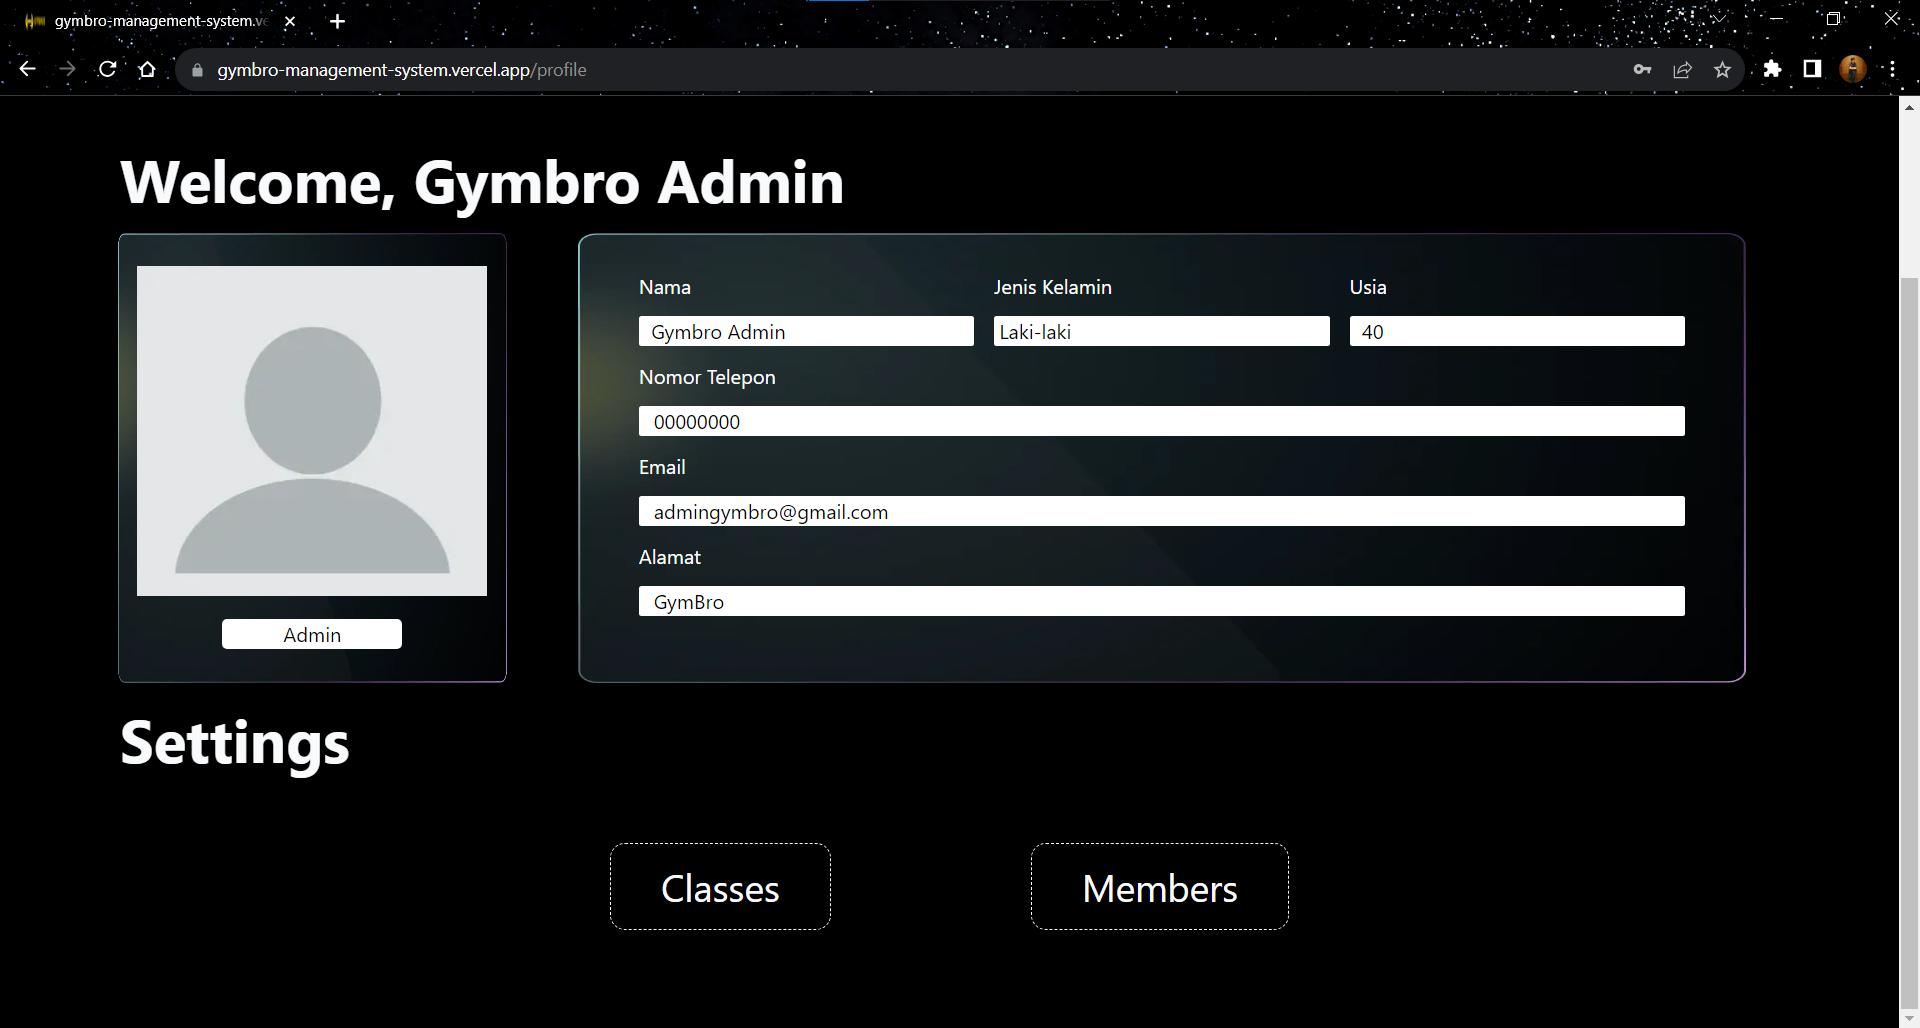 gymbro-management-system.ve
gymbro-management-system.vercel.app/profile
Welcome, Gymbro Admin
Nama
Jenis Kelamin
Usia
Gymbro Admin
Laki-laki
40
Nomor Telepon
00000000
Email
admingymbro@gmail.com
Alamat
GymBro
Admin
Settings
Classes
Members